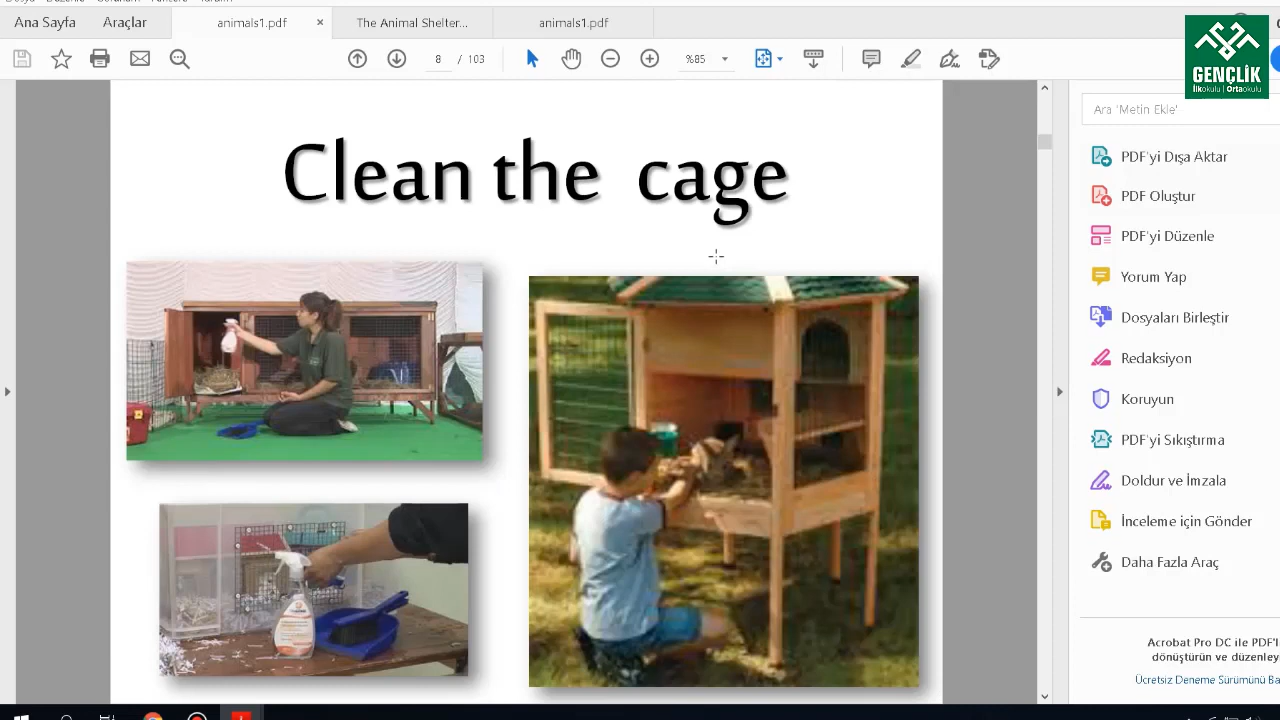 Ana Sayfa Araçlar animals1.pdf × The Animal Shelter... animals1.pdf
8 / 103 %85
GENÇLİK
İlkokulu | Ortaokulu
Clean the cage
Ara 'Metin Ekle'
PDF'yi Dışa Aktar
PDF Oluştur
PDF'yi Düzenle
Yorum Yap
Dosyaları Birleştir
Redaksiyon
Koruyun
PDF'yi Sıkıştırma
Doldur ve İmzala
İnceleme için Gönder
Daha Fazla Araç
Acrobat Pro DC ile PDF'l
dönüştürün ve düzenley
Ücretsiz Deneme Sürümünü Ba